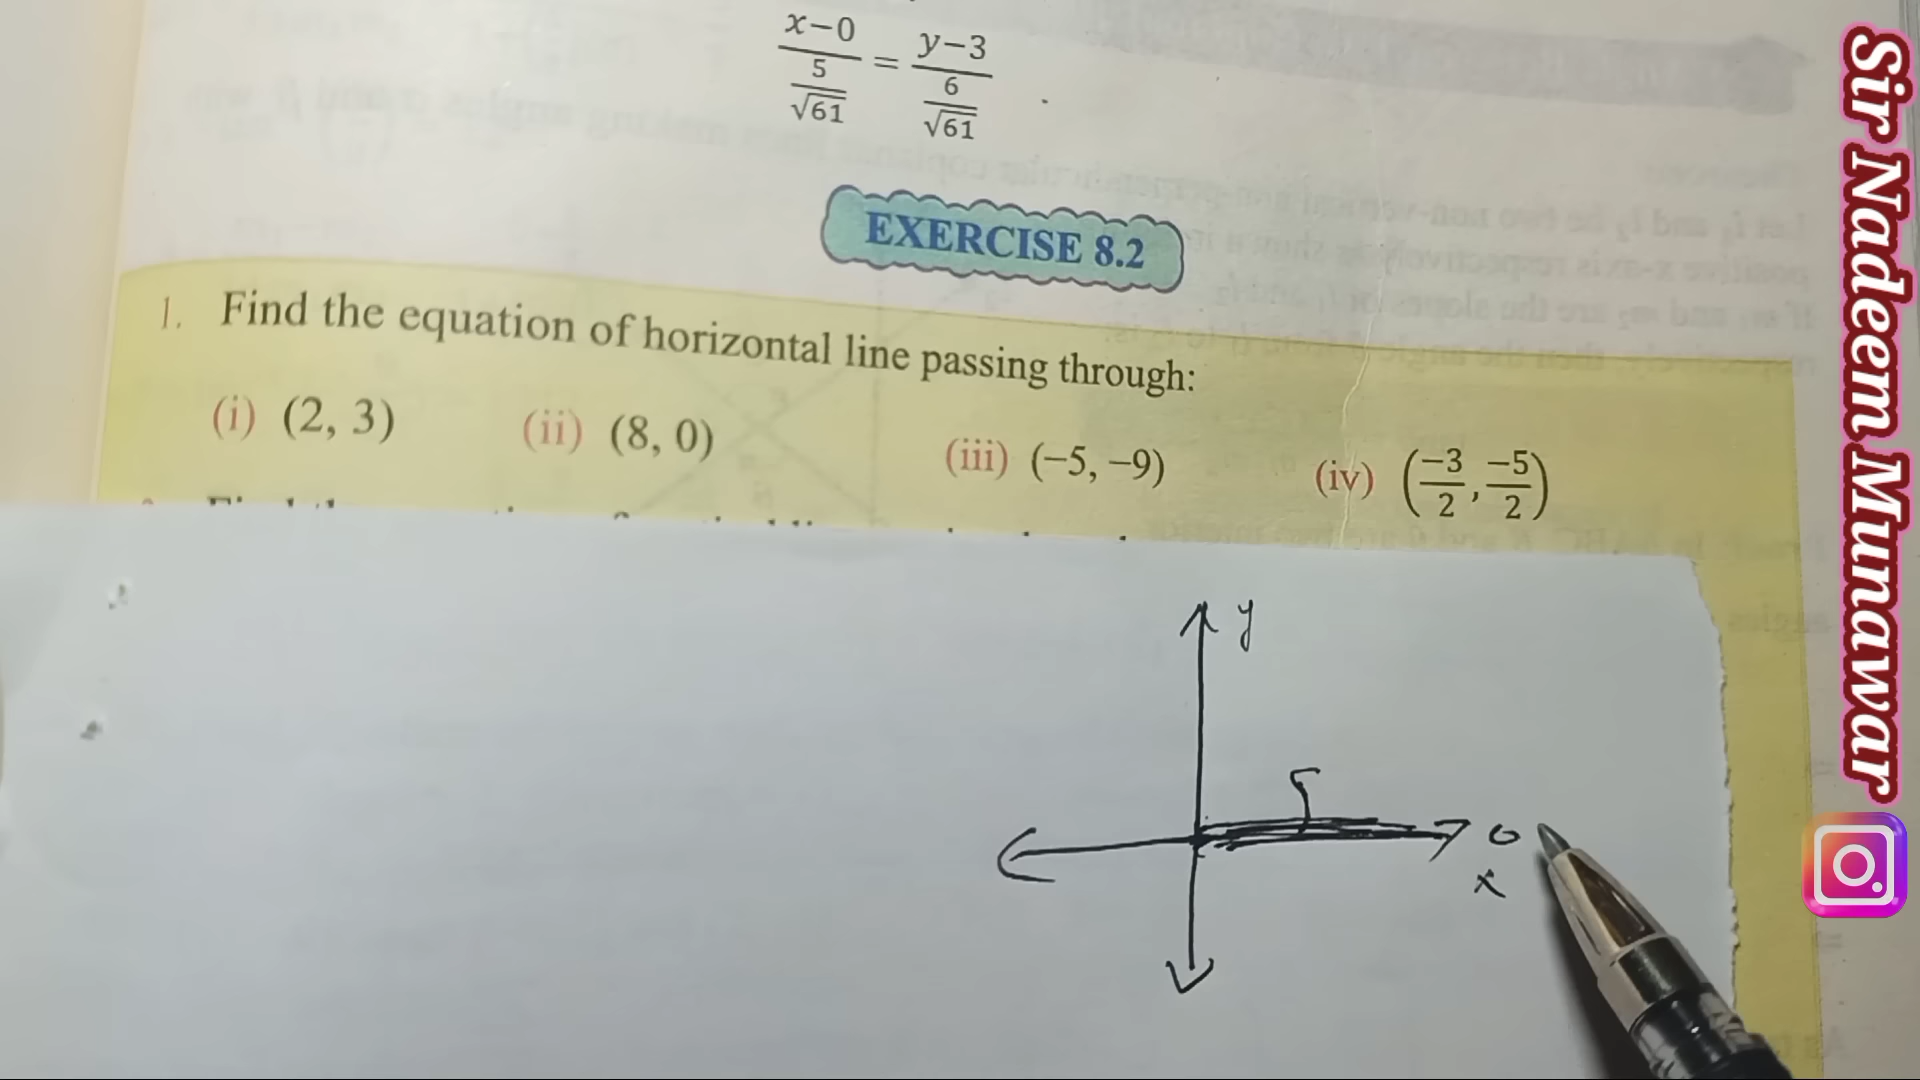 x−0 / (5/√61) = y−3 / (6/√61) .
EXERCISE 8.2
1. Find the equation of horizontal line passing through:
(i) (2, 3) (ii) (8, 0) (iii) (−5, −9) (iv) (−3/2, −5/2)
y
0
x
Sir Nadeem Munawar